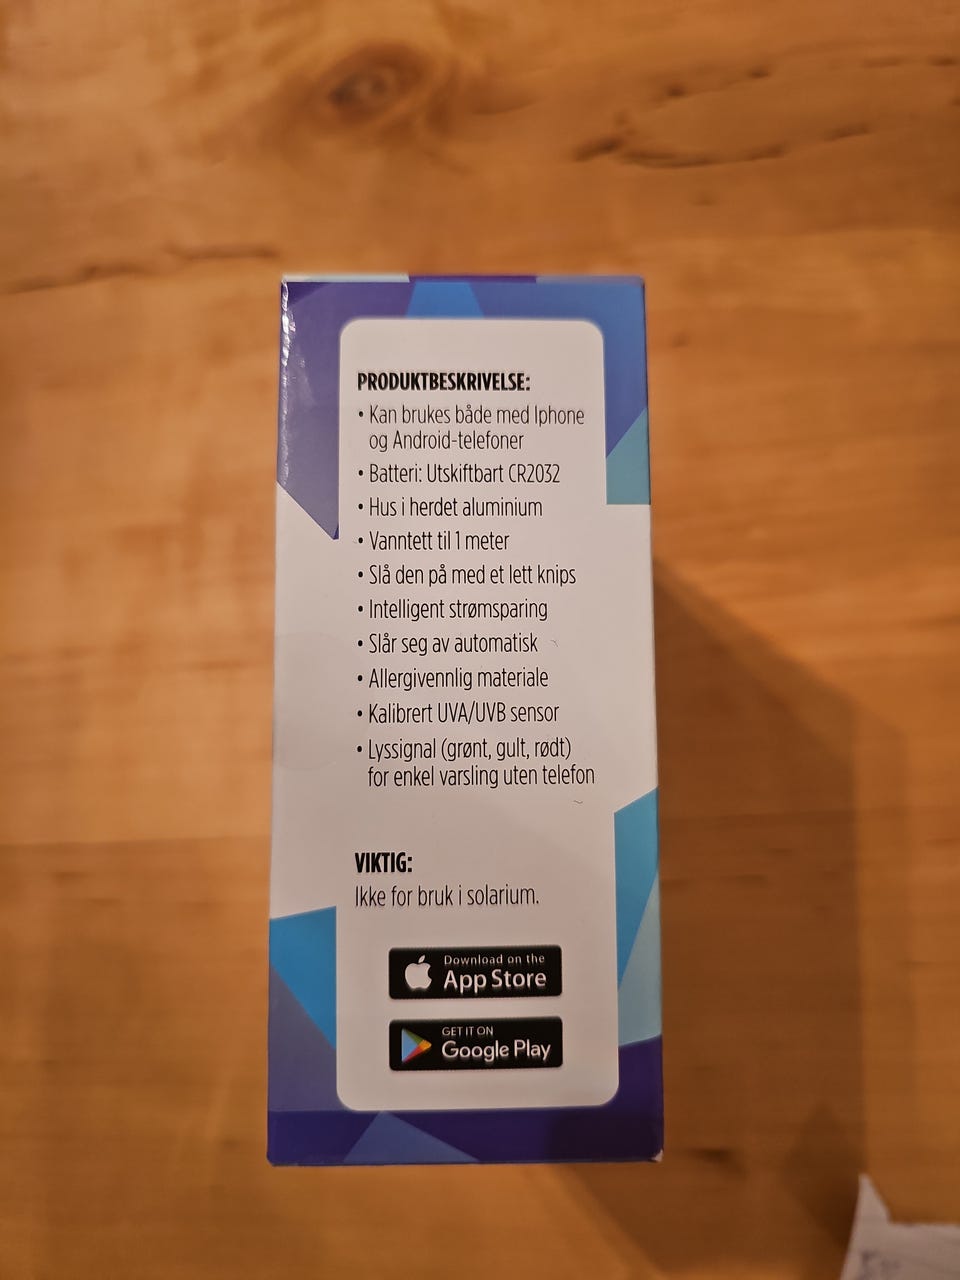 PRODUKTBESKRIVELSE:
• Kan brukes både med Iphone
og Android-telefoner
• Batteri: Utskiftbart CR2032
• Hus i herdet aluminium
• Vanntett til 1 meter
• Slå den på med et lett knips
• Intelligent strømsparing
• Slår seg av automatisk
• Allergivennlig materiale
• Kalibrert UVA/UVB sensor
• Lyssignal (grønt, gult, rødt)
for enkel varsling uten telefon
VIKTIG:
Ikke for bruk i solarium.
Download on the
App Store
GET IT ON
Google Play